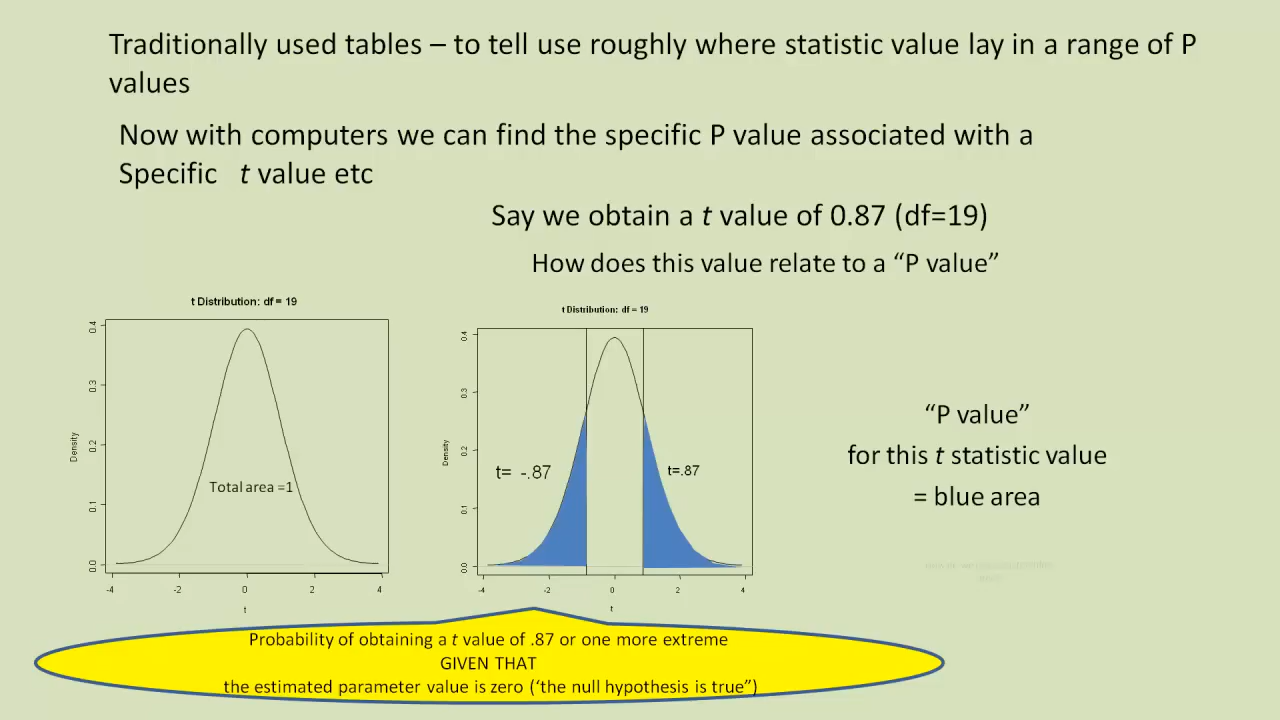 Traditionally used tables – to tell use roughly where statistic value lay in a range of P
values
Now with computers we can find the specific P value associated with a
Specific t value etc
Say we obtain a t value of 0.87 (df=19)
How does this value relate to a “P value”
t Distribution: df = 19
0.4
0.3
0.2
0.1
0.0
Density
Total area =1
-4 -2 0 2 4
t
t Distribution: df = 19
0.4
0.3
0.2
0.1
0.0
Density
t= -.87
t=.87
-4 -2 0 2 4
t
“P value”
for this t statistic value
= blue area
Probability of obtaining a t value of .87 or one more extreme
GIVEN THAT
the estimated parameter value is zero (‘the null hypothesis is true”)